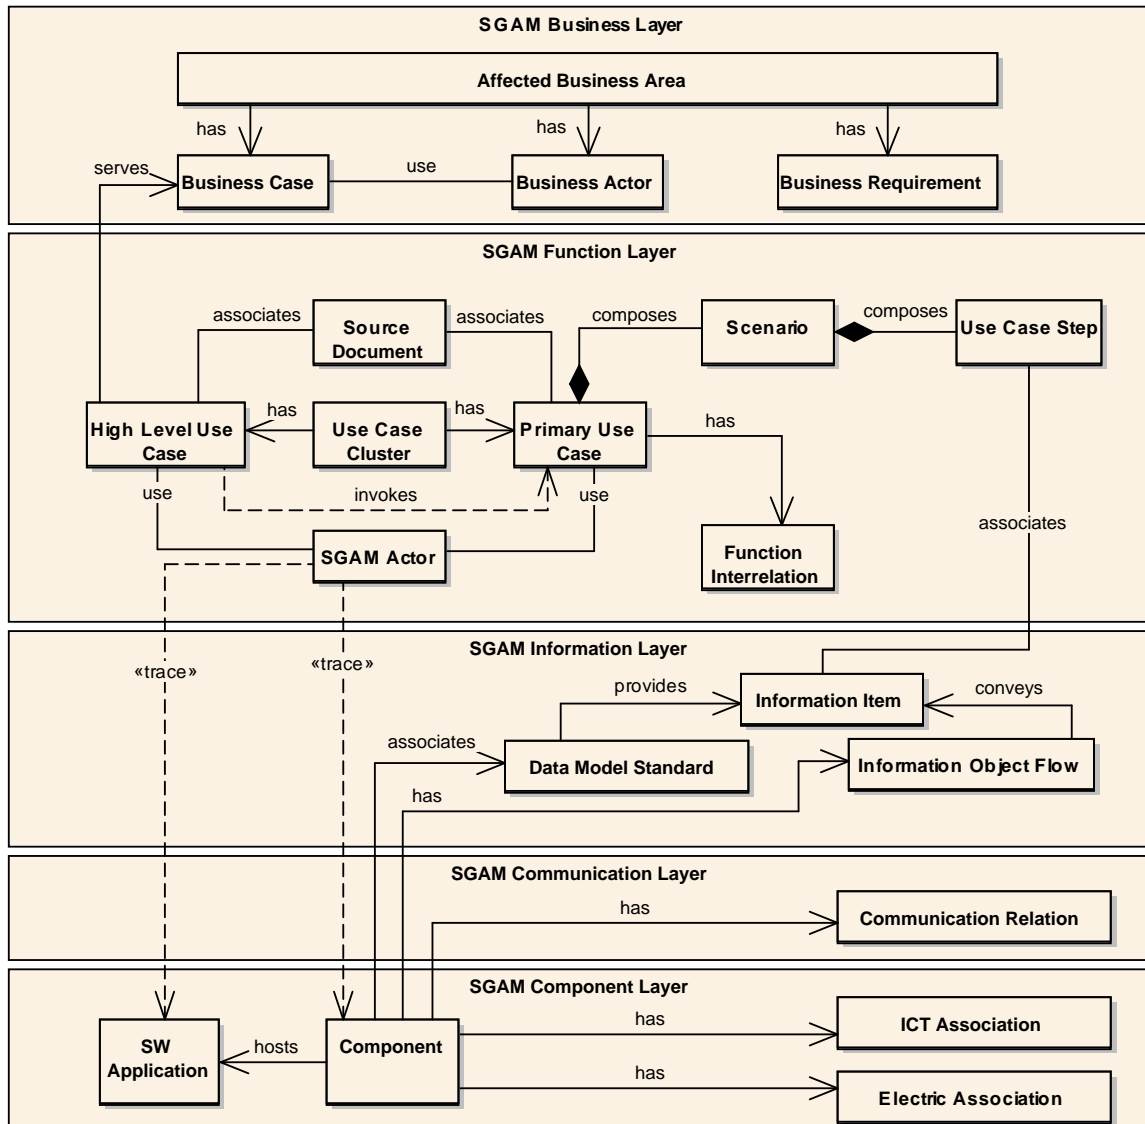 SGAM Business Layer
Affected Business Area
has
has
has
serves
Business Case
use
Business Actor
Business Requirement
SGAM Function Layer
associates
Source
Document
associates
composes
Scenario
composes
Use Case Step
High Level Use
Case
has
Use Case
Cluster
has
Primary Use
Case
has
use
invokes
use
SGAM Actor
Function
Interrelation
associates
SGAM Information Layer
«trace»
«trace»
provides
Information Item
conveys
associates
Data Model Standard
Information Object Flow
has
SGAM Communication Layer
has
Communication Relation
SGAM Component Layer
SW
Application
hosts
Component
has
ICT Association
has
Electric Association